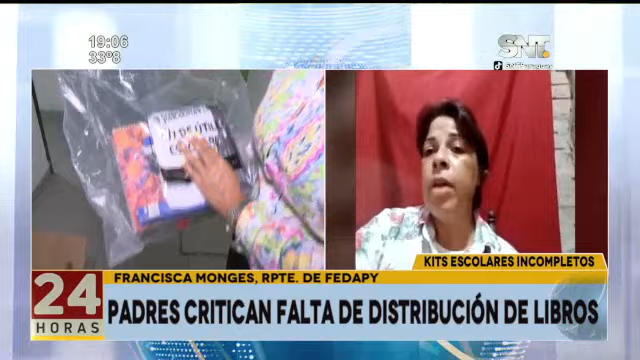 19:06
33°8
SNT
KITS ESCOLARES INCOMPLETOS
FRANCISCA MONGES, RPTE. DE FEDAPY
24
HORAS
PADRES CRITICAN FALTA DE DISTRIBUCIÓN DE LIBROS